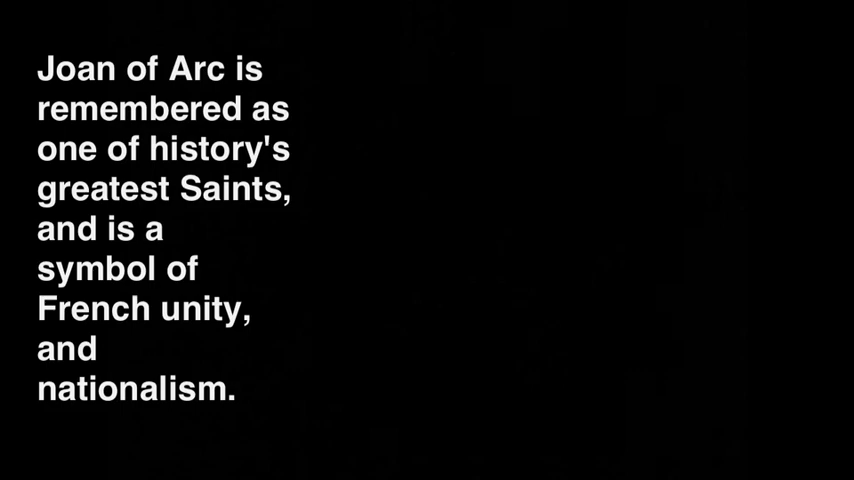 Joan of Arc is
remembered as
one of history's
greatest Saints,
and is a
symbol of
French unity,
and
nationalism.